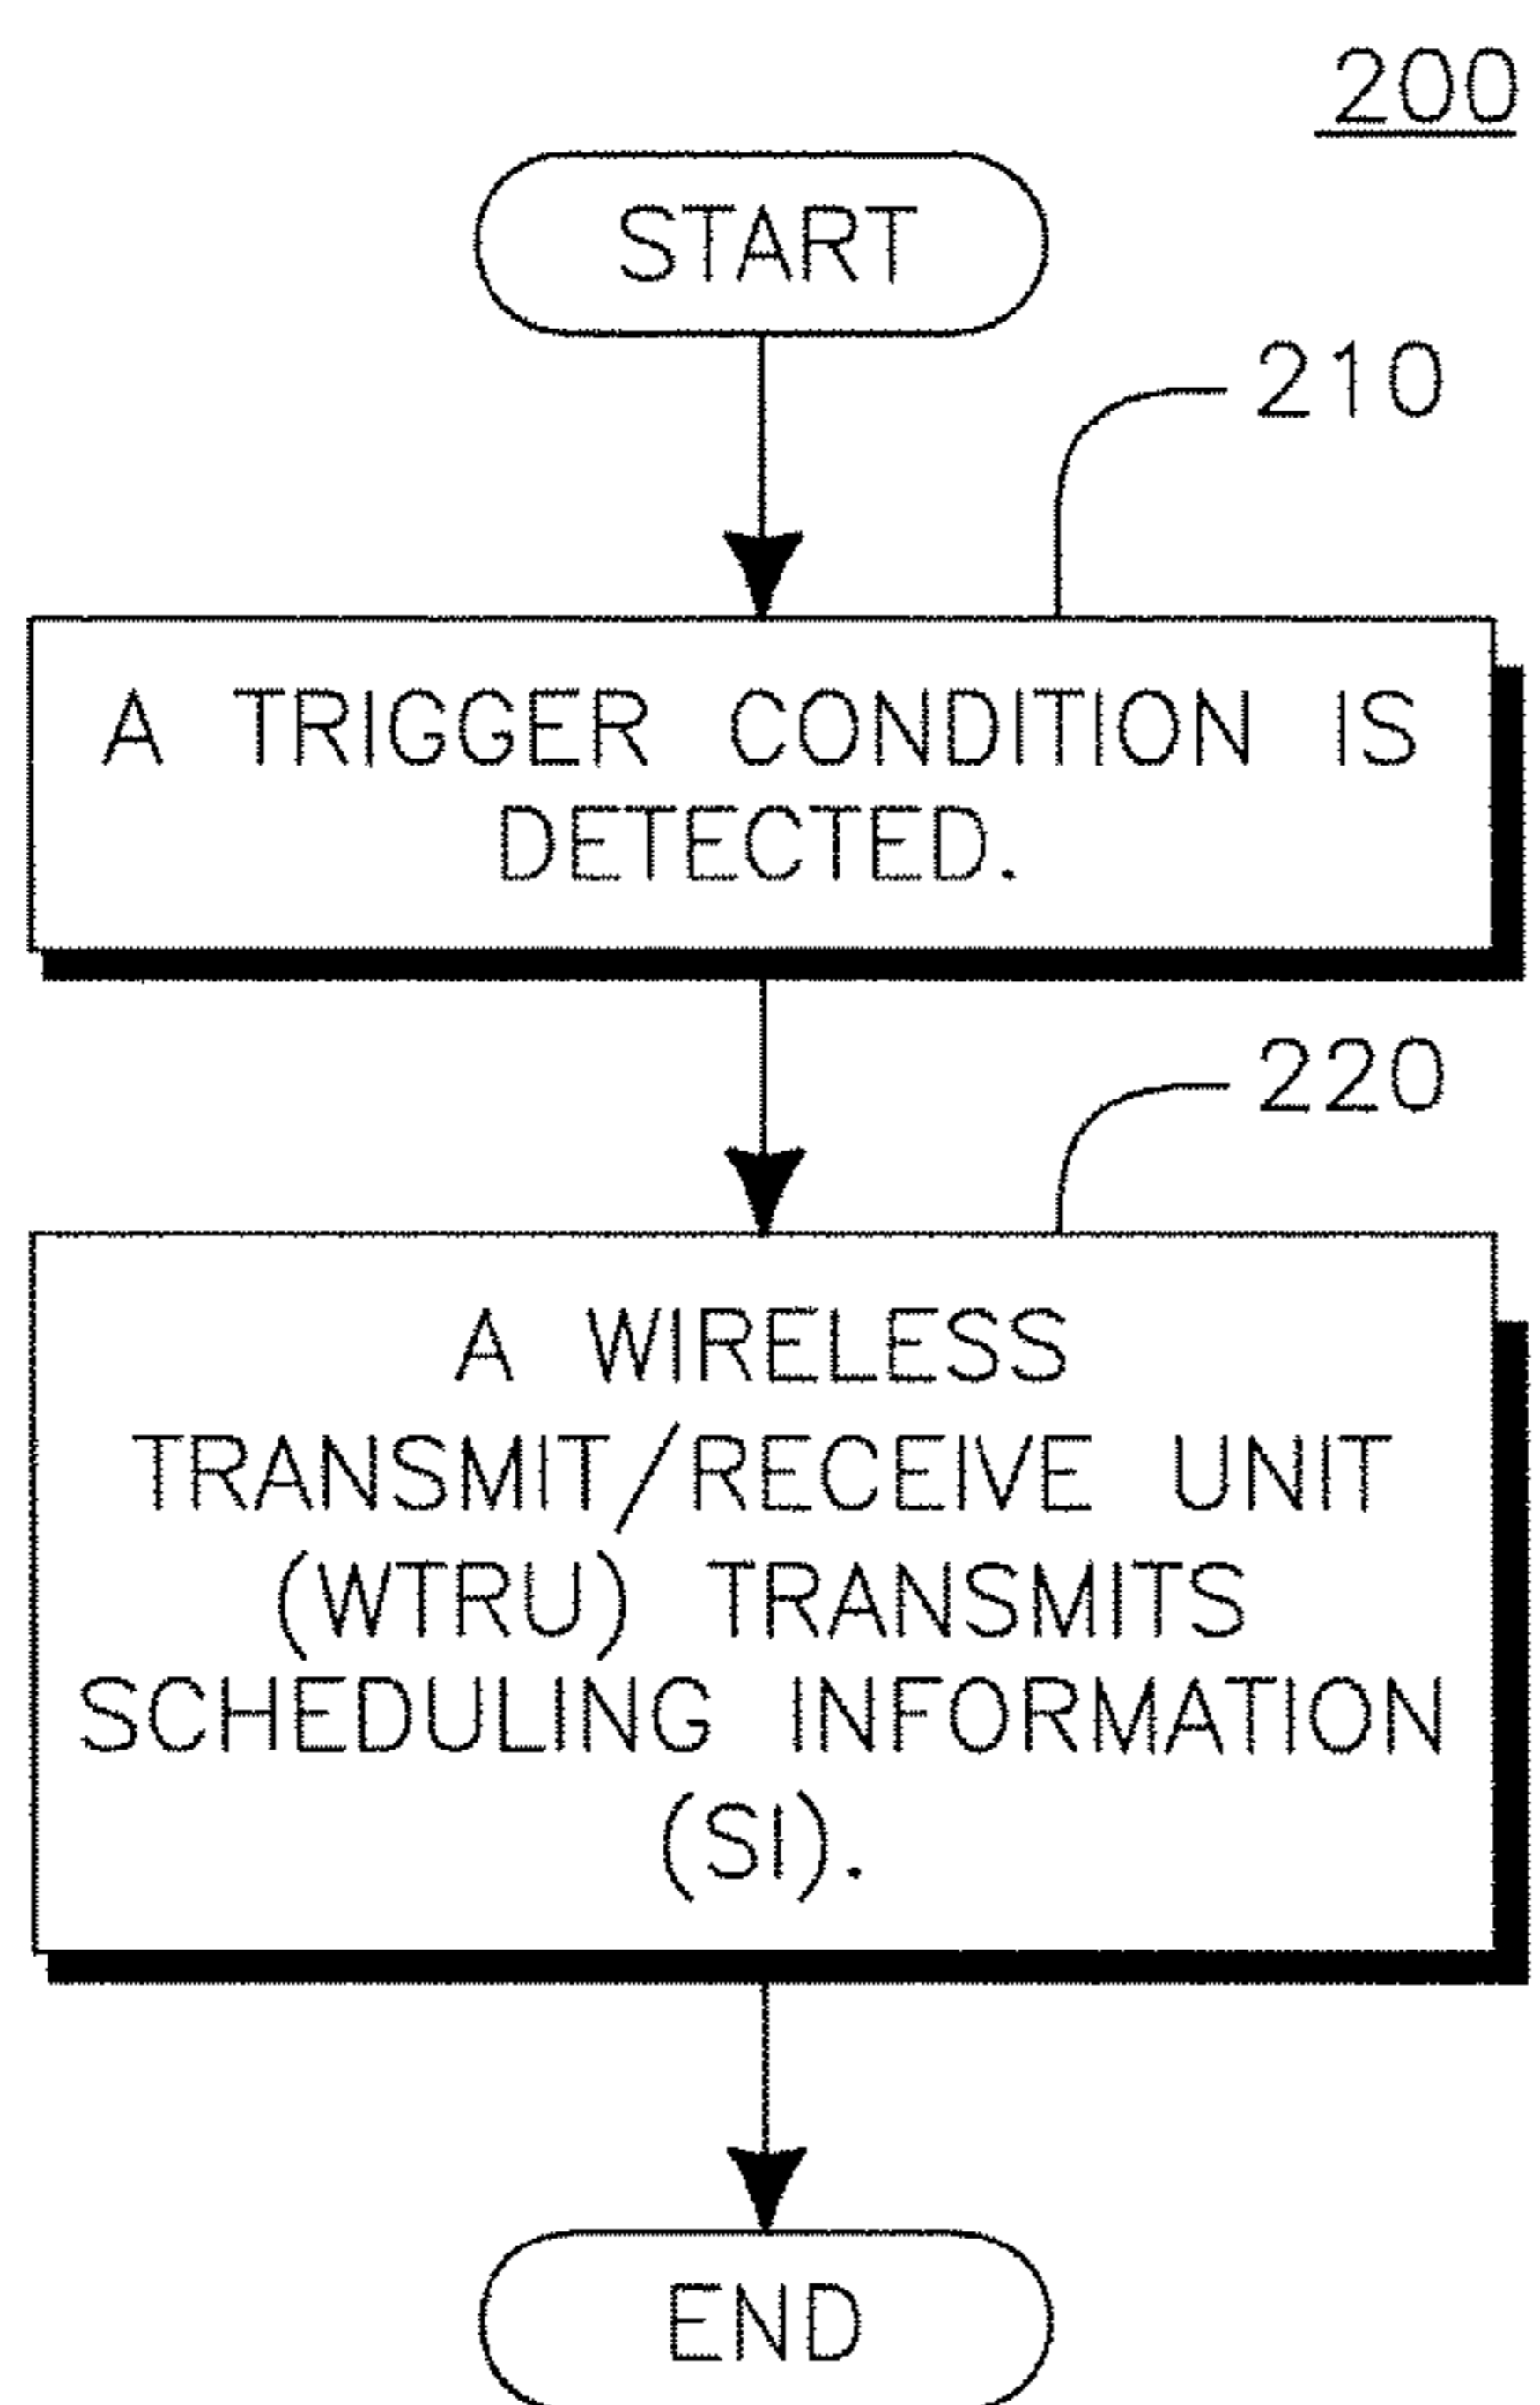 200
START
210
A TRIGGER CONDITION IS
DETECTED.
220
A WIRELESS
TRANSMIT/RECEIVE UNIT
(WTRU) TRANSMITS
SCHEDULING INFORMATION
(SI).
END